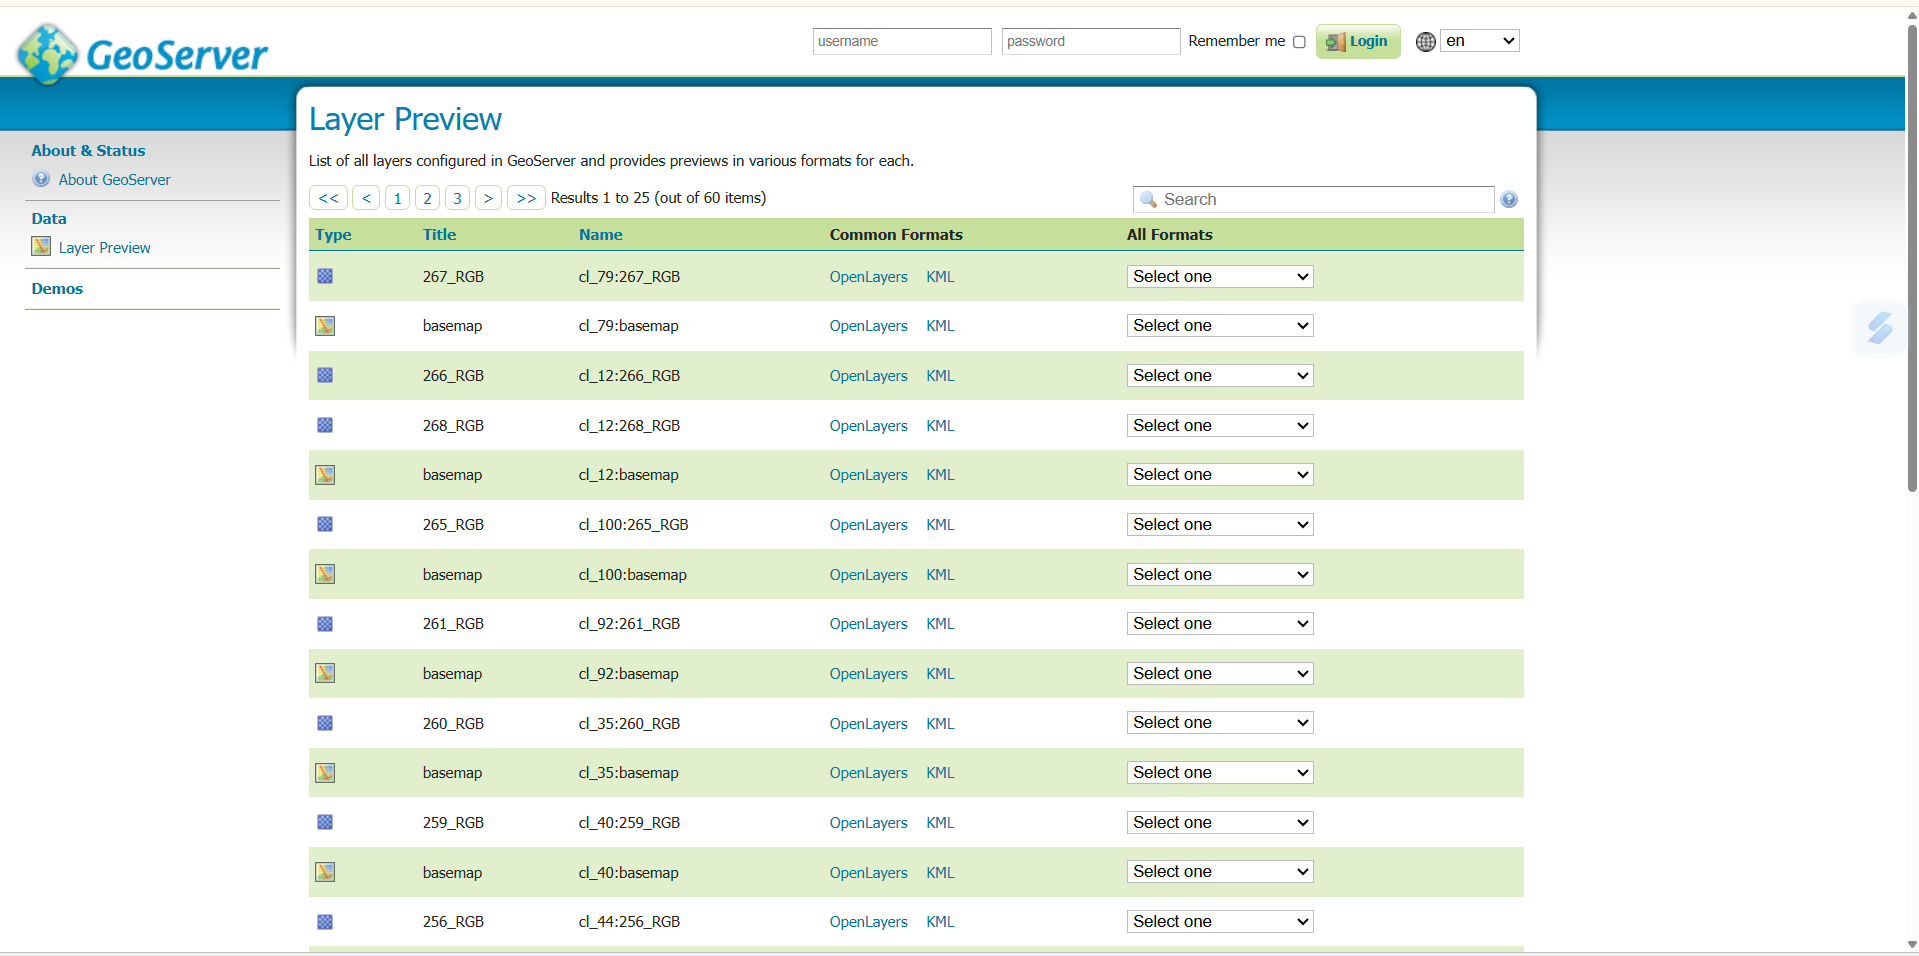 GeoServer
username password Remember me Login en
Layer Preview
About & Status
List of all layers configured in GeoServer and provides previews in various formats for each.
About GeoServer
<< < 1 2 3 > >> Results 1 to 25 (out of 60 items) Search
Data
Layer Preview
Demos
Type Title Name Common Formats All Formats
267_RGB cl_79:267_RGB OpenLayers KML Select one
basemap cl_79:basemap OpenLayers KML Select one
266_RGB cl_12:266_RGB OpenLayers KML Select one
268_RGB cl_12:268_RGB OpenLayers KML Select one
basemap cl_12:basemap OpenLayers KML Select one
265_RGB cl_100:265_RGB OpenLayers KML Select one
basemap cl_100:basemap OpenLayers KML Select one
261_RGB cl_92:261_RGB OpenLayers KML Select one
basemap cl_92:basemap OpenLayers KML Select one
260_RGB cl_35:260_RGB OpenLayers KML Select one
basemap cl_35:basemap OpenLayers KML Select one
259_RGB cl_40:259_RGB OpenLayers KML Select one
basemap cl_40:basemap OpenLayers KML Select one
256_RGB cl_44:256_RGB OpenLayers KML Select one